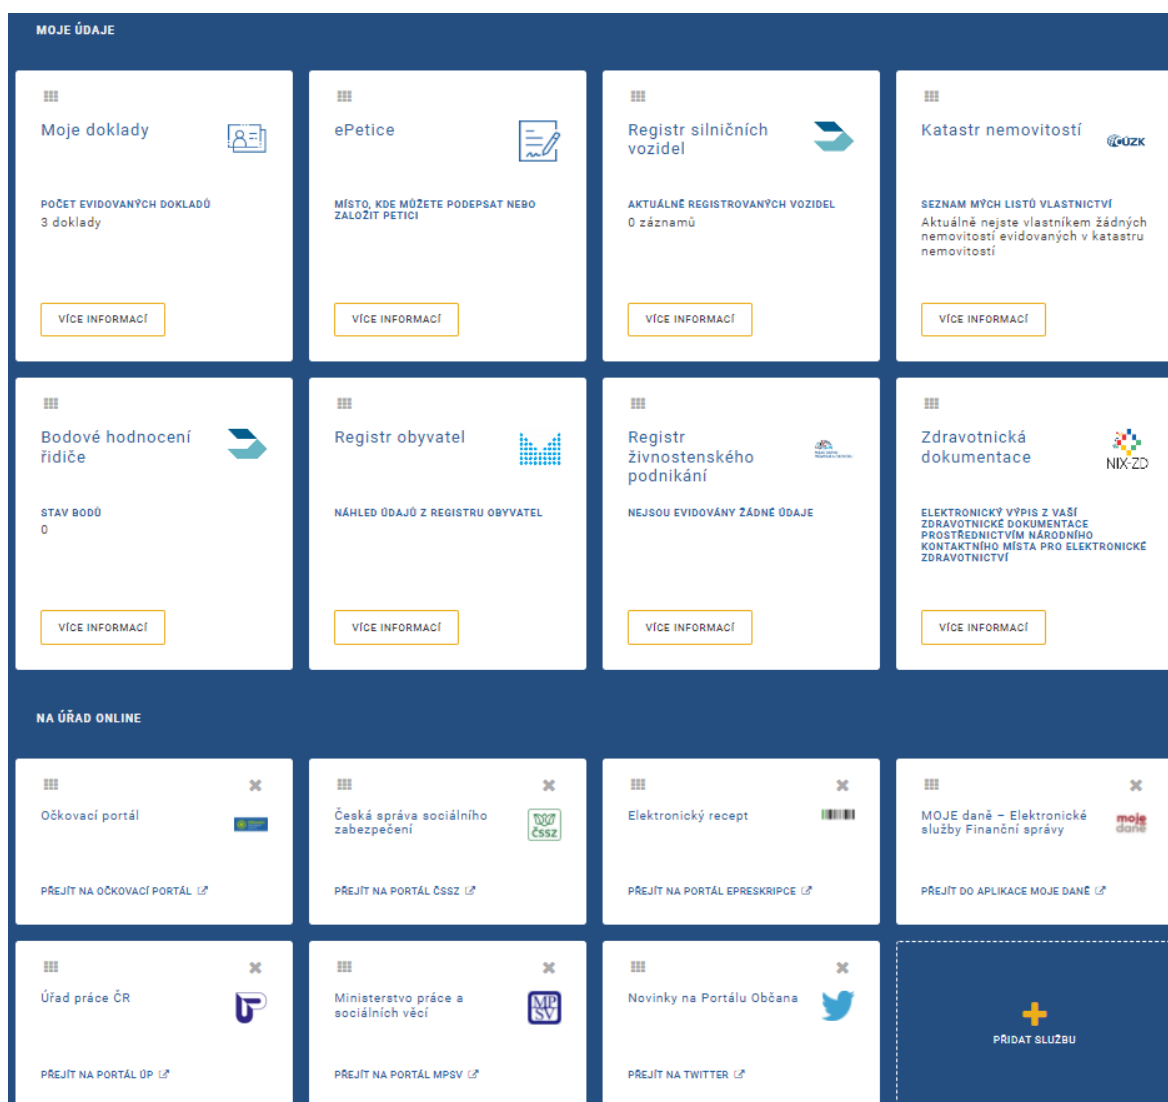 MOJE ÚDAJE
Moje doklady
POČET EVIDOVANÝCH DOKLADŮ
3 doklady
VÍCE INFORMACÍ
ePetice
MÍSTO, KDE MŮŽETE PODEPSAT NEBO
ZALOŽIT PETICI
VÍCE INFORMACÍ
Registr silničních
vozidel
AKTUÁLNĚ REGISTROVANÝCH VOZIDEL
0 záznamů
VÍCE INFORMACÍ
Katastr nemovitostí
ČÚZK
SEZNAM MÝCH LISTŮ VLASTNICTVÍ
Aktuálně nejste vlastníkem žádných
nemovitostí evidovaných v katastru
nemovitostí
VÍCE INFORMACÍ
Bodové hodnocení
řidiče
STAV BODŮ
0
VÍCE INFORMACÍ
Registr obyvatel
NÁHLED ÚDAJŮ Z REGISTRU OBYVATEL
VÍCE INFORMACÍ
Registr
živnostenského
podnikání
NEJSOU EVIDOVÁNY ŽÁDNÉ ÚDAJE
VÍCE INFORMACÍ
Zdravotnická
dokumentace
NIX-ZD
ELEKTRONICKÝ VÝPIS Z VAŠÍ
ZDRAVOTNICKÉ DOKUMENTACE
PROSTŘEDNICTVÍM NÁRODNÍHO
KONTAKTNÍHO MÍSTA PRO ELEKTRONICKÉ
ZDRAVOTNICTVÍ
VÍCE INFORMACÍ
NA ÚŘAD ONLINE
Očkovací portál
PŘEJÍT NA OČKOVACÍ PORTÁL
Česká správa sociálního
zabezpečení
ČSSZ
PŘEJÍT NA PORTÁL ČSSZ
Elektronický recept
PŘEJÍT NA PORTÁL EPRESKRIPCE
MOJE daně – Elektronické
služby Finanční správy
moje
daně
PŘEJÍT DO APLIKACE MOJE DANĚ
Úřad práce ČR
PŘEJÍT NA PORTÁL ÚP
Ministerstvo práce a
sociálních věcí
MP
SV
PŘEJÍT NA PORTÁL MPSV
Novinky na Portálu Občana
PŘEJÍT NA TWITTER
PŘIDAT SLUŽBU